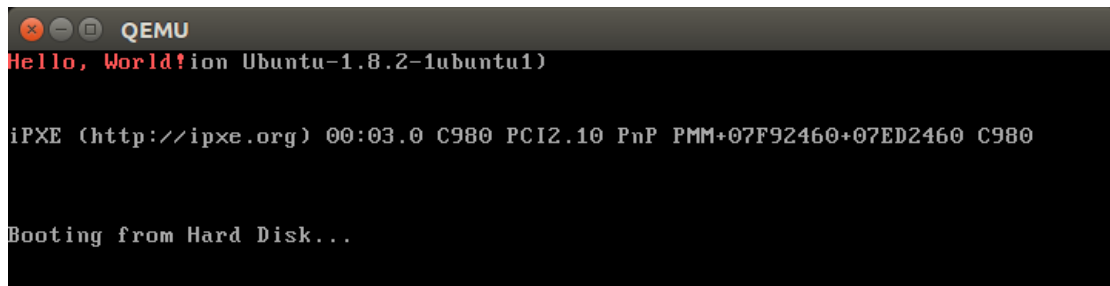 QEMU
Hello, World!ion Ubuntu-1.8.2-1ubuntu1)
iPXE (http://ipxe.org) 00:03.0 C980 PCI2.10 PnP PMM+07F92460+07ED2460 C980
Booting from Hard Disk...